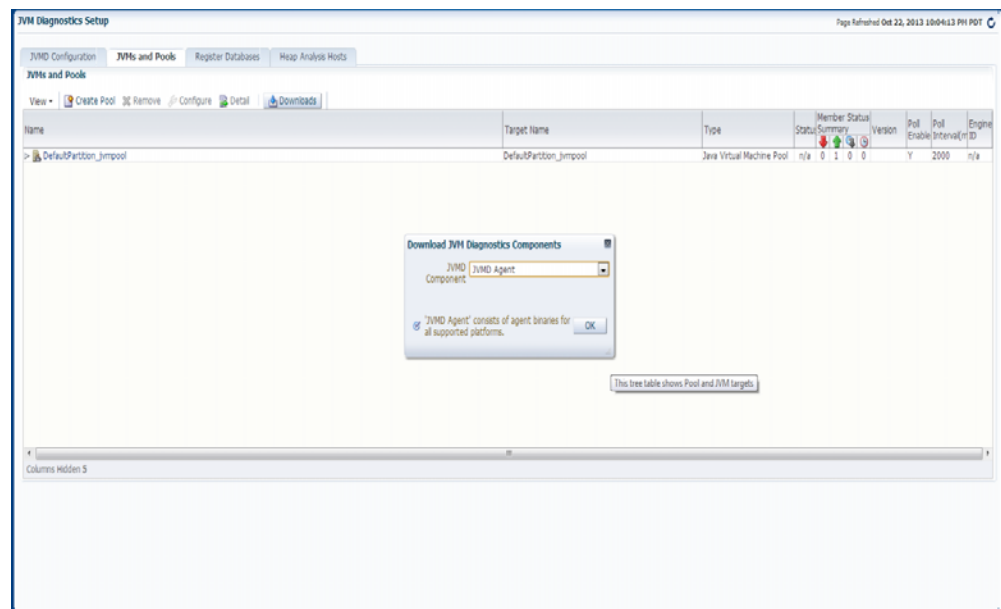 JVM Diagnostics Setup
Page Refreshed Oct 22, 2013 10:04:13 PM PDT
JVMD Configuration JVMs and Pools Register Databases Heap Analysis Hosts
JVMs and Pools
View Create Pool Remove Configure Detail Downloads
Name Target Name Type Status Member Status Summary Version Poll Enable Poll Interval(m Engine ID
> DefaultPartition_jvmpool DefaultPartition_jvmpool Java Virtual Machine Pool n/a 0 1 0 0 Y 2000 n/a
Download JVM Diagnostics Components
JVMD Component JVMD Agent
'JVMD Agent' consists of agent binaries for all supported platforms.
OK
This tree table shows Pool and JVM targets
Columns Hidden 5